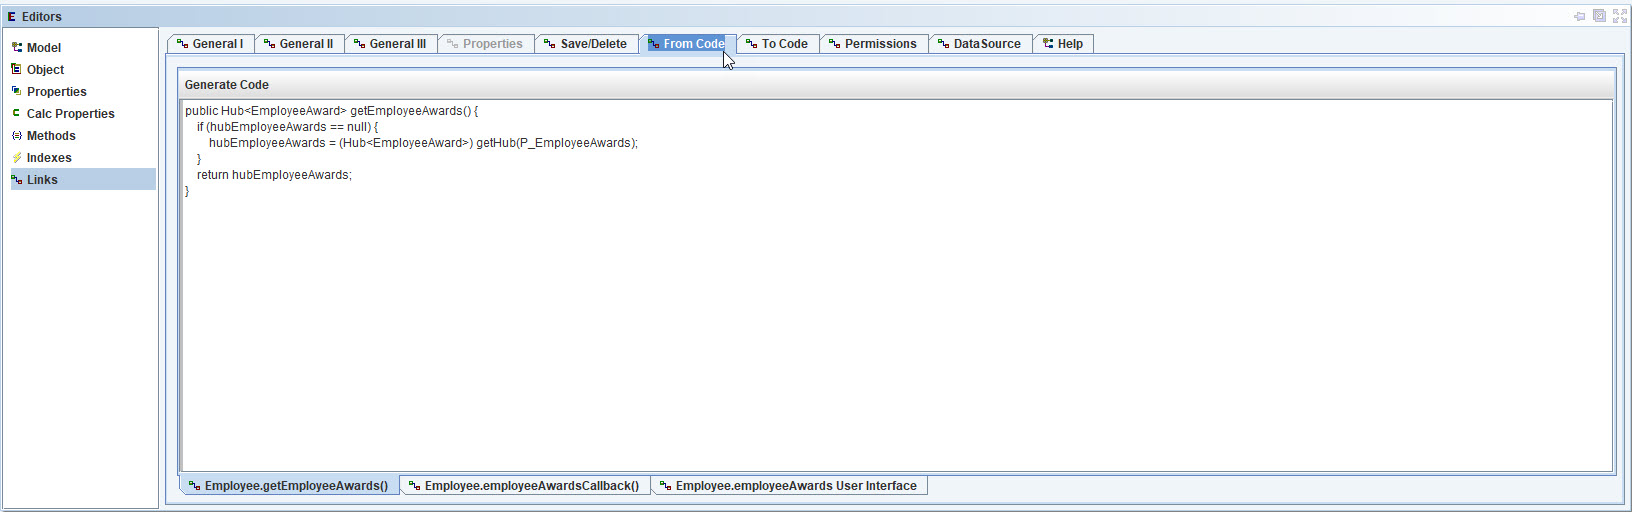 Editors
Model
Object
Properties
Calc Properties
Methods
Indexes
Links
General I General II General III Properties Save/Delete From Code To Code Permissions DataSource Help
Generate Code
public Hub<EmployeeAward> getEmployeeAwards() {
if (hubEmployeeAwards == null) {
hubEmployeeAwards = (Hub<EmployeeAward>) getHub(P_EmployeeAwards);
}
return hubEmployeeAwards;
}
Employee.getEmployeeAwards() Employee.employeeAwardsCallback() Employee.employeeAwards User Interface